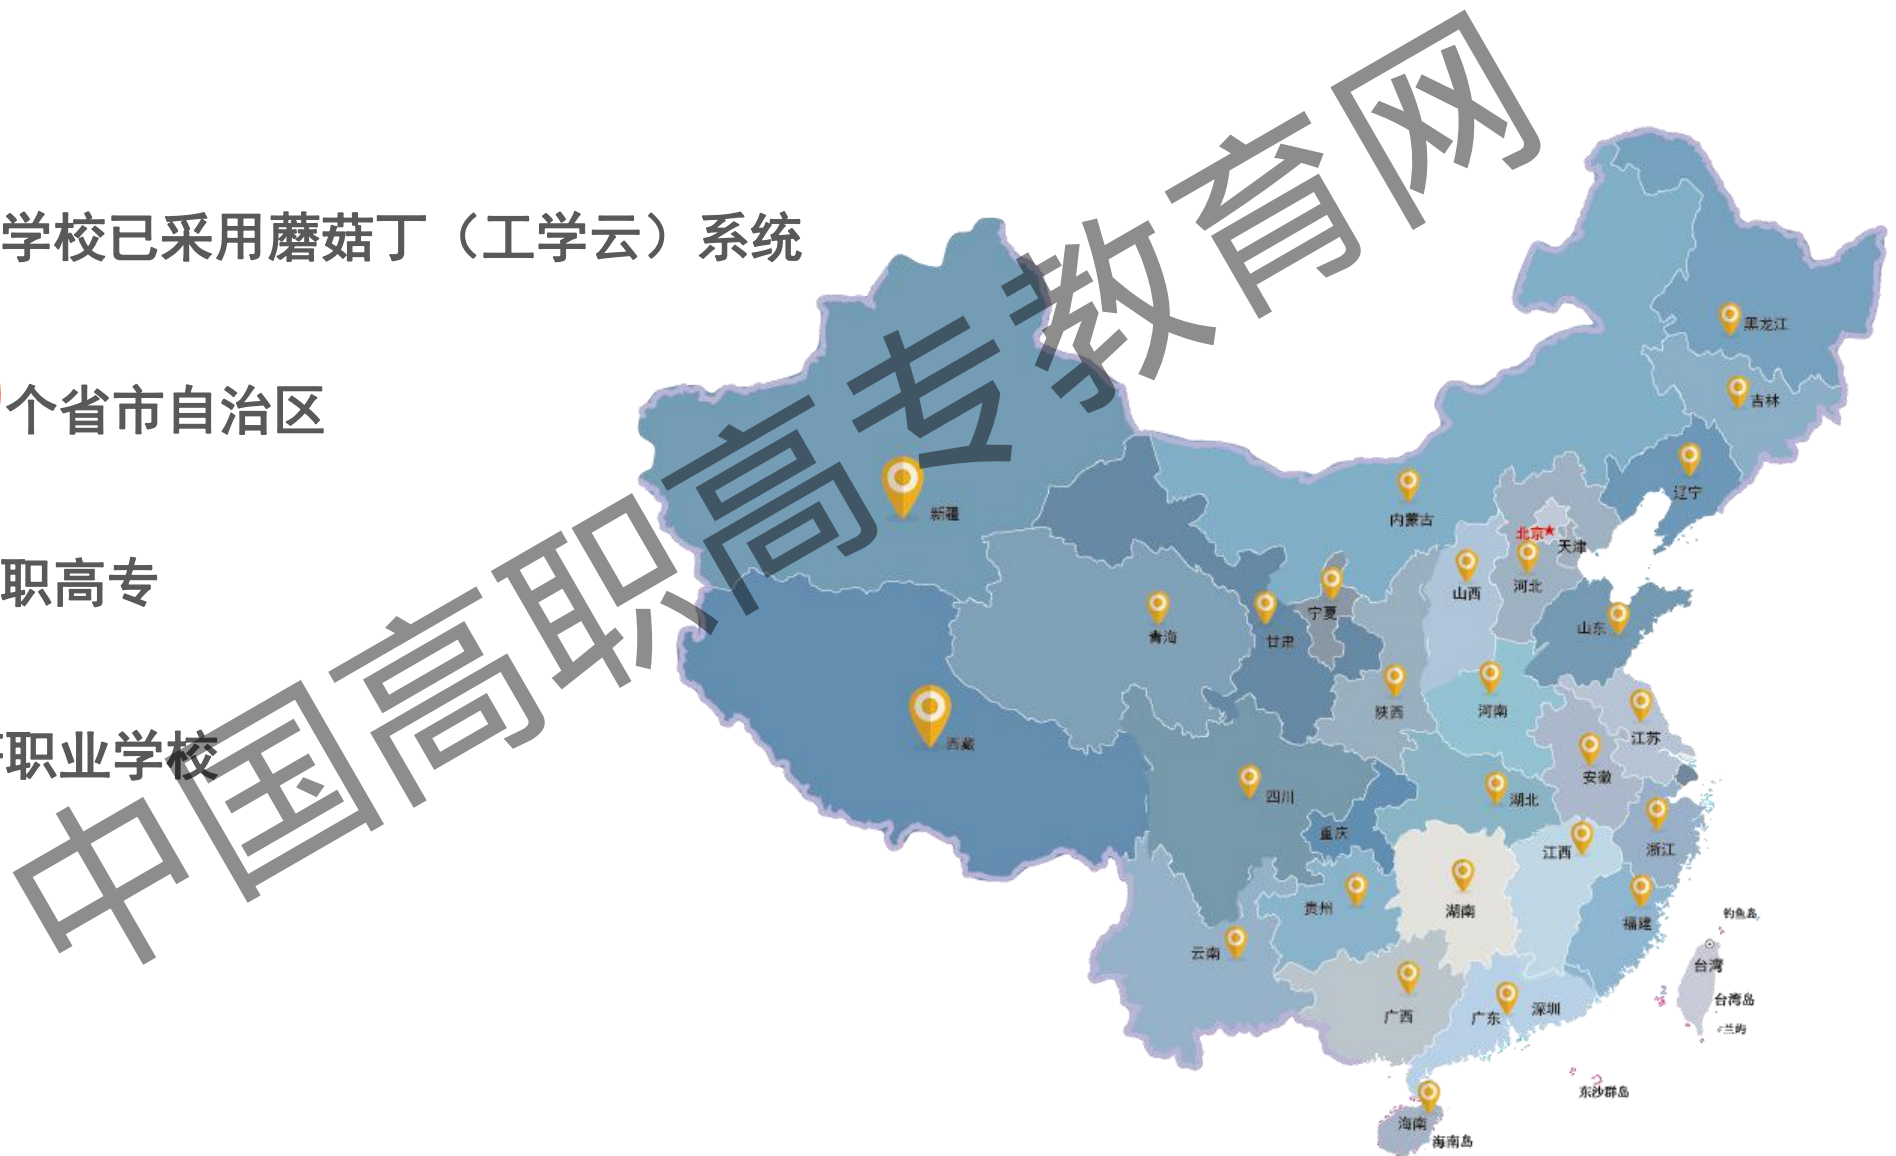 学校已采用蘑菇丁（工学云）系统
个省市自治区
职高专
职业学校
中国高职高专教育网
黑龙江
吉林
辽宁
新疆
内蒙古
北京
天津
山西
河北
宁夏
山东
青海
甘肃
陕西
河南
江苏
西藏
安徽
四川
湖北
重庆
江西
浙江
贵州
湖南
福建
钓鱼岛
云南
台湾
台湾岛
广西
广东
深圳
兰屿
东沙群岛
海南
海南岛